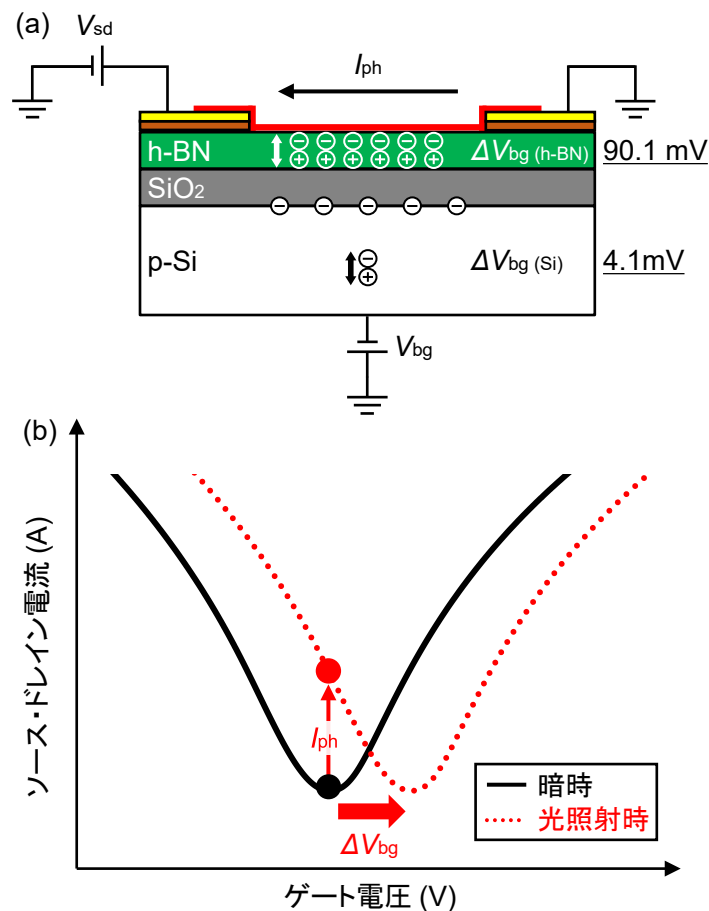 (a)
Vsd
Iph
h-BN
ΔVbg (h-BN)
90.1 mV
SiO2
p-Si
ΔVbg (Si)
4.1mV
Vbg
(b)
ソース・ドレイン電流 (A)
Iph
ΔVbg
暗時
光照射時
ゲート電圧 (V)